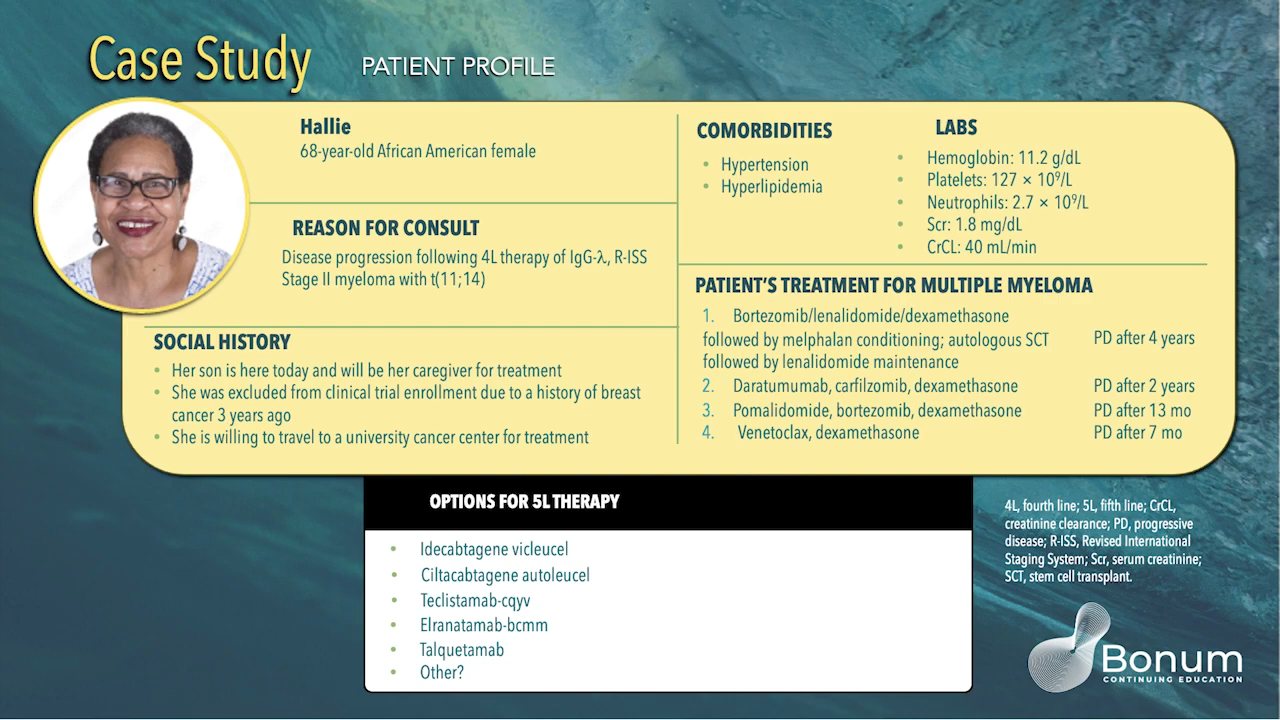 Case Study PATIENT PROFILE
Hallie
68-year-old African American female
REASON FOR CONSULT
Disease progression following 4L therapy of IgG-λ, R-ISS
Stage II myeloma with t(11;14)
SOCIAL HISTORY
• Her son is here today and will be her caregiver for treatment
• She was excluded from clinical trial enrollment due to a history of breast
cancer 3 years ago
• She is willing to travel to a university cancer center for treatment
COMORBIDITIES
• Hypertension
• Hyperlipidemia
LABS
• Hemoglobin: 11.2 g/dL
• Platelets: 127 × 10⁹/L
• Neutrophils: 2.7 × 10⁹/L
• Scr: 1.8 mg/dL
• CrCL: 40 mL/min
PATIENT'S TREATMENT FOR MULTIPLE MYELOMA
1. Bortezomib/lenalidomide/dexamethasone
followed by melphalan conditioning; autologous SCT PD after 4 years
followed by lenalidomide maintenance
2. Daratumumab, carfilzomib, dexamethasone PD after 2 years
3. Pomalidomide, bortezomib, dexamethasone PD after 13 mo
4. Venetoclax, dexamethasone PD after 7 mo
OPTIONS FOR 5L THERAPY
• Idecabtagene vicleucel
• Ciltacabtagene autoleucel
• Teclistamab-cqyv
• Elranatamab-bcmm
• Talquetamab
• Other?
4L, fourth line; 5L, fifth line; CrCL,
creatinine clearance; PD, progressive
disease; R-ISS, Revised International
Staging System; Scr, serum creatinine;
SCT, stem cell transplant.
Bonum
CONTINUING EDUCATION